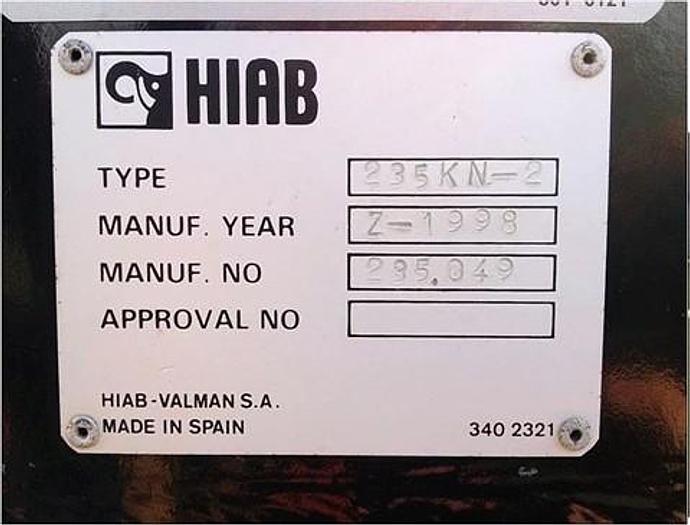 HIAB
TYPE 235KN-2
MANUF. YEAR Z-1998
MANUF. NO 235.049
APPROVAL NO
HIAB-VALMAN S.A.
MADE IN SPAIN 340 2321